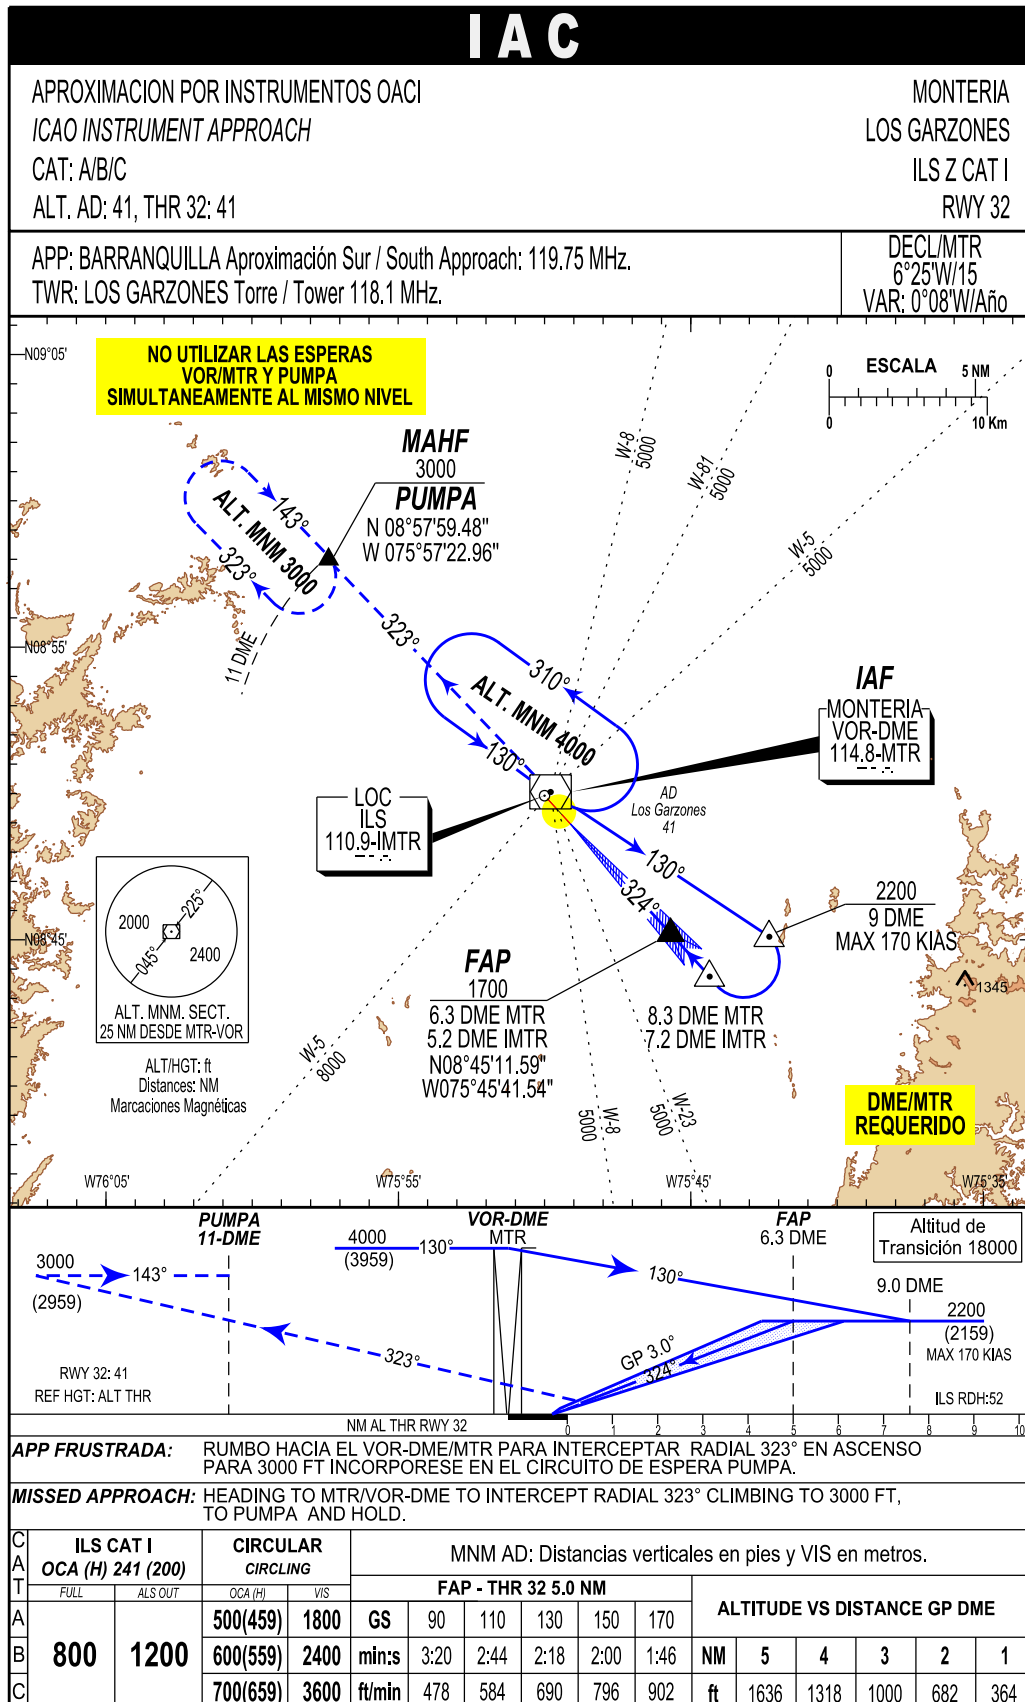 IAC
APROXIMACION POR INSTRUMENTOS OACI
ICAO INSTRUMENT APPROACH
CAT: A/B/C
ALT. AD: 41, THR 32: 41
MONTERIA
LOS GARZONES
ILS Z CAT I
RWY 32
APP: BARRANQUILLA Aproximación Sur / South Approach: 119.75 MHz.
TWR: LOS GARZONES Torre / Tower 118.1 MHz.
DECL/MTR
6°25'W/15
VAR: 0°08'W/Año
N09°05'
NO UTILIZAR LAS ESPERAS
VOR/MTR Y PUMPA
SIMULTANEAMENTE AL MISMO NIVEL
ESCALA
0 5 NM
0 10 Km
W-8
5000
W-81
5000
W-5
5000
MAHF
3000
PUMPA
N 08°57'59.48"
W 075°57'22.96"
143°
ALT. MNM 3000
323°
11 DME
323°
N08°55'
310°
ALT. MNM 4000
130°
IAF
MONTERIA
VOR-DME
114.8-MTR
LOC
ILS
110.9-IMTR
AD
Los Garzones
41
130°
324°
2200
9 DME
MAX 170 KIAS
2000
225°
045°
2400
N08°45'
ALT. MNM. SECT.
25 NM DESDE MTR-VOR
ALT/HGT: ft
Distances: NM
Marcaciones Magnéticas
FAP
1700
6.3 DME MTR
5.2 DME IMTR
N08°45'11.59"
W075°45'41.54"
8.3 DME MTR
7.2 DME IMTR
1345
W-5
8000
W-8
5000
W-23
5000
DME/MTR
REQUERIDO
W76°05'
W75°55'
W75°45'
W75°35'
PUMPA
11-DME
VOR-DME
MTR
FAP
6.3 DME
Altitud de
Transición 18000
3000
(2959)
143°
4000
(3959)
130°
130°
9.0 DME
2200
(2159)
MAX 170 KIAS
323°
GP 3.0°
324°
RWY 32: 41
REF HGT: ALT THR
ILS RDH:52
NM AL THR RWY 32
0 1 2 3 4 5 6 7 8 9 10
APP FRUSTRADA: RUMBO HACIA EL VOR-DME/MTR PARA INTERCEPTAR RADIAL 323° EN ASCENSO
PARA 3000 FT INCORPORESE EN EL CIRCUITO DE ESPERA PUMPA.
MISSED APPROACH: HEADING TO MTR/VOR-DME TO INTERCEPT RADIAL 323° CLIMBING TO 3000 FT,
TO PUMPA AND HOLD.
CAT
ILS CAT I
OCA (H) 241 (200)
FULL ALS OUT
CIRCULAR
CIRCLING
OCA (H) VIS
MNM AD: Distancias verticales en pies y VIS en metros.
FAP - THR 32 5.0 NM
ALTITUDE VS DISTANCE GP DME
A 500(459) 1800 GS 90 110 130 150 170
B 800 1200 600(559) 2400 min:s 3:20 2:44 2:18 2:00 1:46 NM 5 4 3 2 1
C 700(659) 3600 ft/min 478 584 690 796 902 ft 1636 1318 1000 682 364